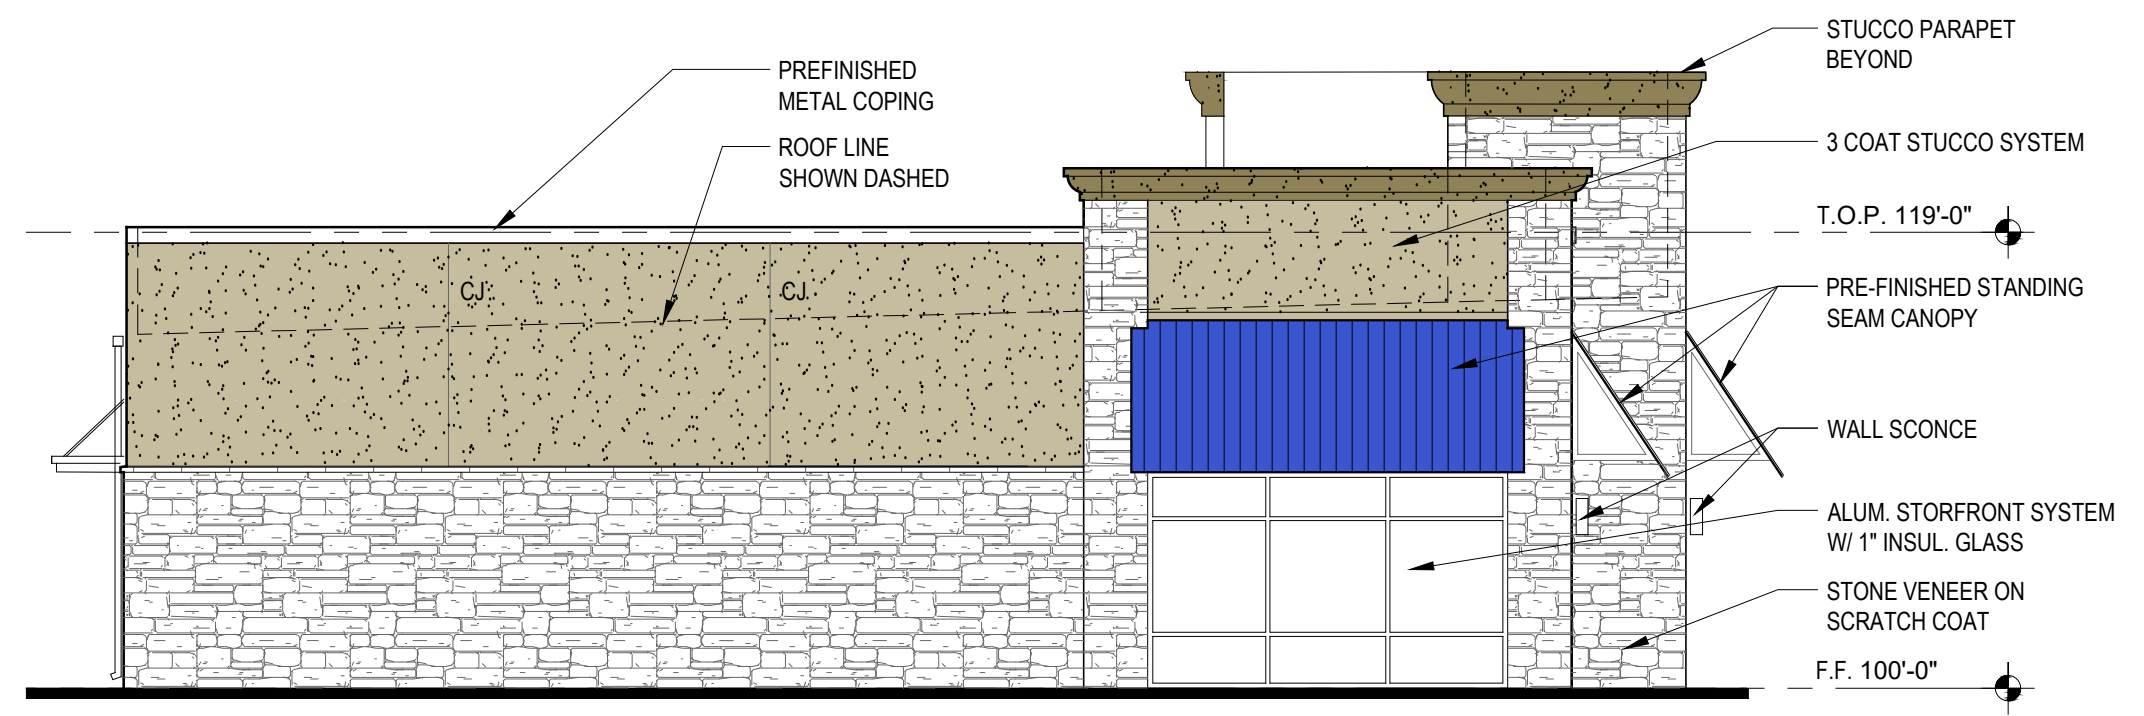 STUCCO PARAPET
BEYOND
PREFINISHED
METAL COPING
3 COAT STUCCO SYSTEM
ROOF LINE
SHOWN DASHED
T.O.P. 119'-0"
CJ
CJ
PRE-FINISHED STANDING
SEAM CANOPY
WALL SCONCE
ALUM. STORFRONT SYSTEM
W/ 1" INSUL. GLASS
STONE VENEER ON
SCRATCH COAT
F.F. 100'-0"